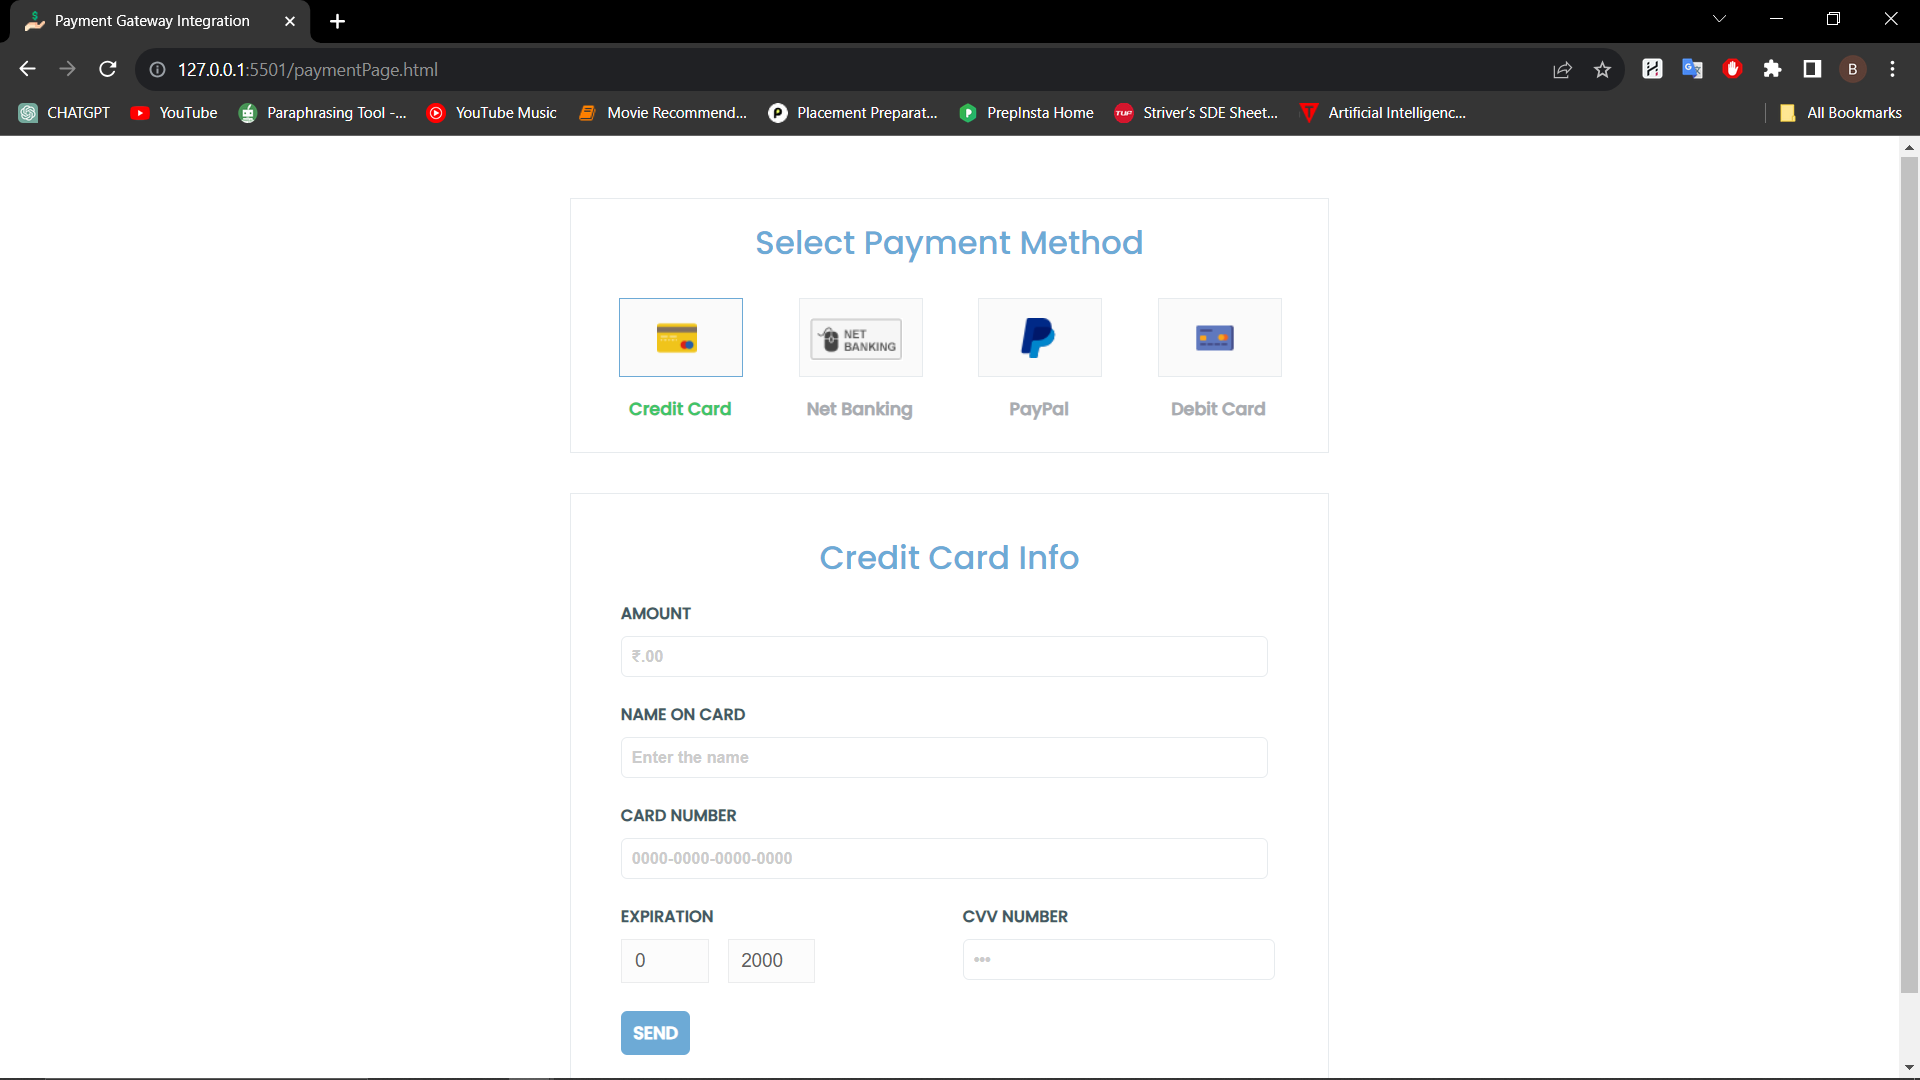 Payment Gateway Integration
127.0.0.1:5501/paymentPage.html
B
CHATGPT YouTube Paraphrasing Tool -... YouTube Music Movie Recommend... Placement Preparat... PrepInsta Home TUF Striver's SDE Sheet... Artificial Intelligenc... All Bookmarks
Select Payment Method
NET
BANKING
Credit Card Net Banking PayPal Debit Card
Credit Card Info
AMOUNT
₹.00
NAME ON CARD
Enter the name
CARD NUMBER
0000-0000-0000-0000
EXPIRATION CVV NUMBER
0 2000 •••
SEND